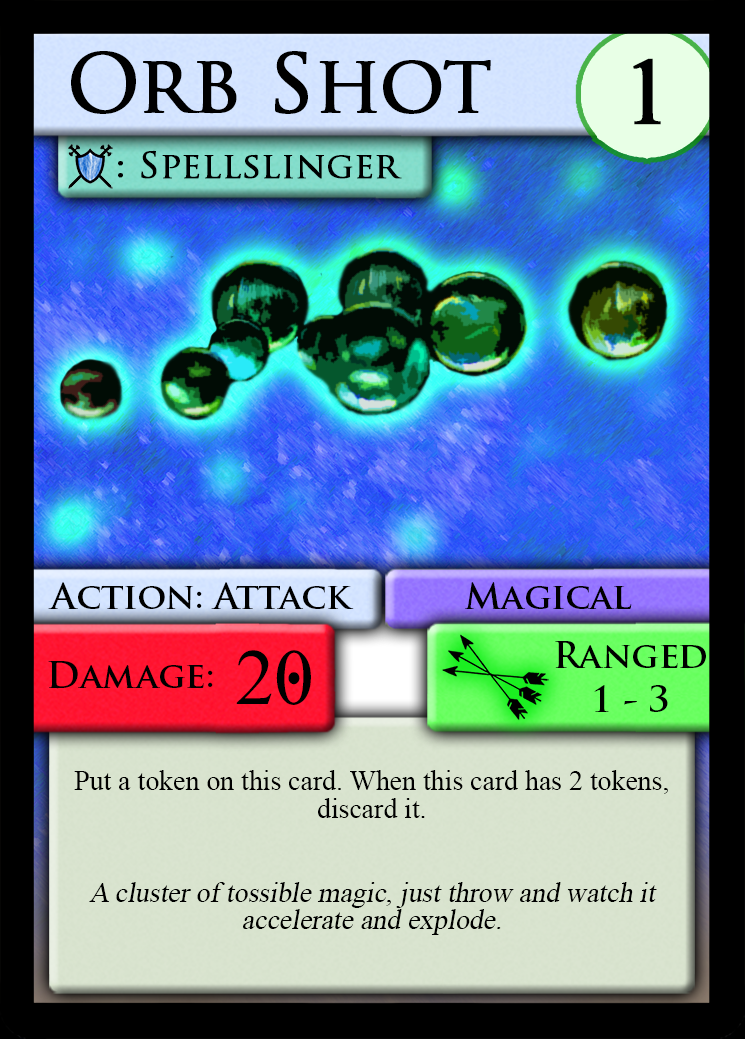 Orb Shot
1
: Spellslinger
Action: Attack
Magical
Damage: 20
Ranged
1 - 3
Put a token on this card. When this card has 2 tokens,
discard it.
A cluster of tossible magic, just throw and watch it
accelerate and explode.